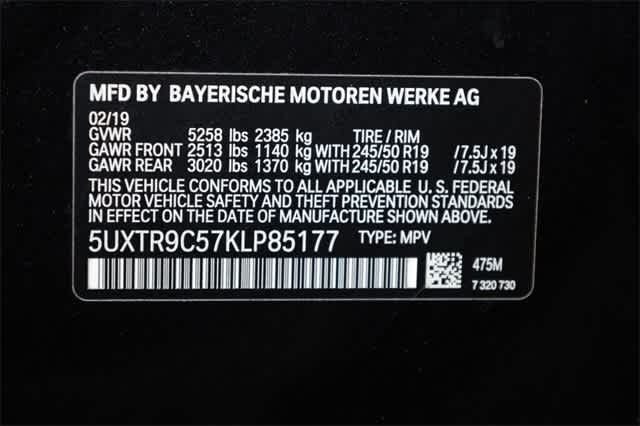 MFD BY BAYERISCHE MOTOREN WERKE AG
02/19
GVWR 5258 lbs 2385 kg TIRE / RIM
GAWR FRONT 2513 lbs 1140 kg WITH 245/50 R19 /7.5J x 19
GAWR REAR 3020 lbs 1370 kg WITH 245/50 R19 /7.5J x 19
THIS VEHICLE CONFORMS TO ALL APPLICABLE U. S. FEDERAL
MOTOR VEHICLE SAFETY AND THEFT PREVENTION STANDARDS
IN EFFECT ON THE DATE OF MANUFACTURE SHOWN ABOVE.
5UXTR9C57KLP85177 TYPE: MPV
475M
7 320 730